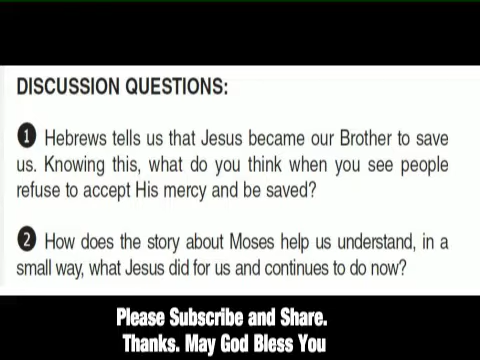 DISCUSSION QUESTIONS:
1 Hebrews tells us that Jesus became our Brother to save
us. Knowing this, what do you think when you see people
refuse to accept His mercy and be saved?
2 How does the story about Moses help us understand, in a
small way, what Jesus did for us and continues to do now?
Please Subscribe and Share.
Thanks. May God Bless You